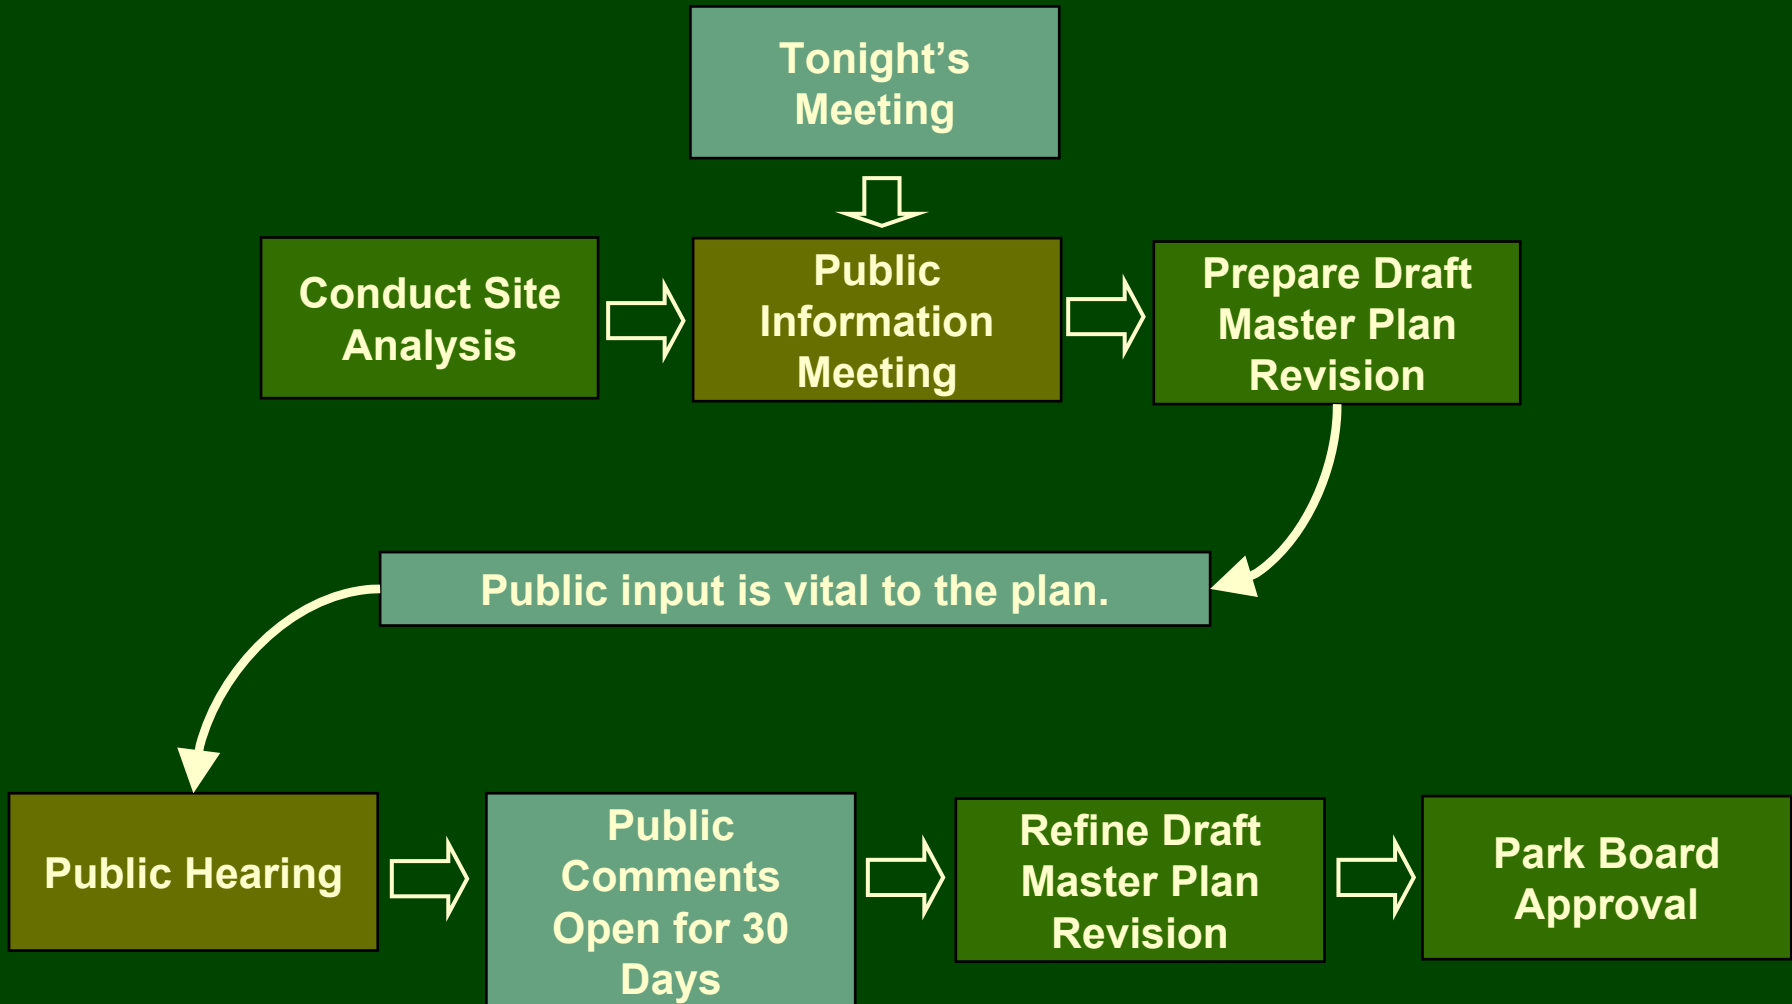 Tonight’s
Meeting
Conduct Site
Analysis
Public
Information
Meeting
Prepare Draft
Master Plan
Revision
Public input is vital to the plan.
Public Hearing
Public
Comments
Open for 30
Days
Refine Draft
Master Plan
Revision
Park Board
Approval